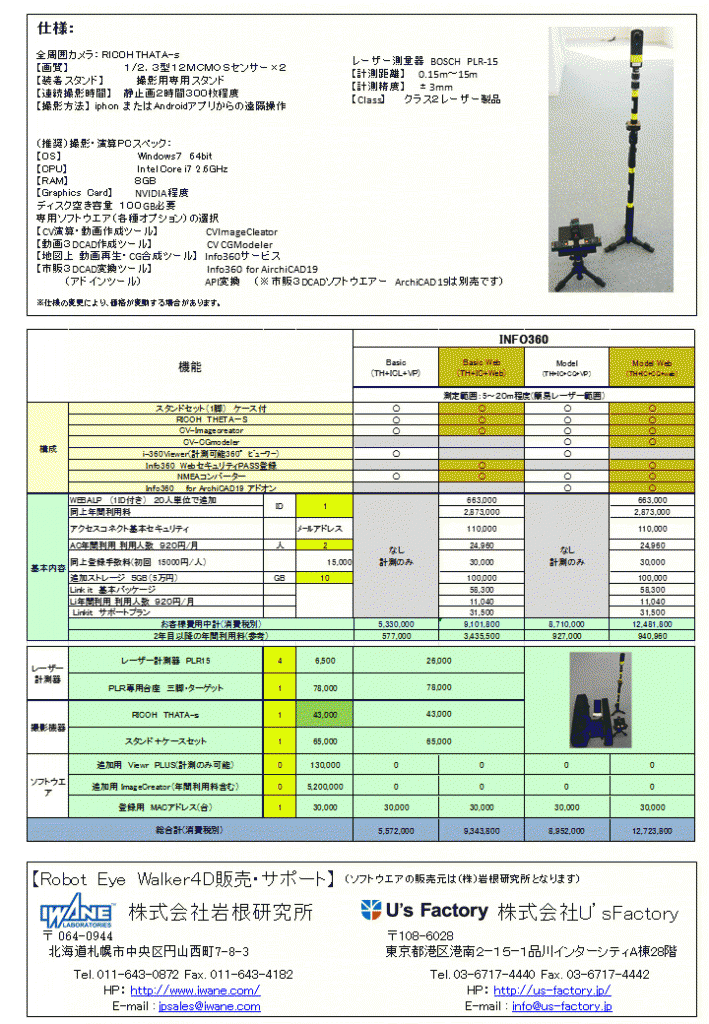 仕様:
全周囲カメラ: RICOH THATA-s
【画質】 1/2.3型12MCMOSセンサー×2
【装着スタンド】 撮影用専用スタンド
【連続撮影時間】 静止画2時間300枚程度
【撮影方法】 iphon またはAndroidアプリからの遠隔操作
レーザー測量器 BOSCH PLR-15
【計測距離】 0.15m~15m
【計測精度】 ±3mm
【Class】 クラス2レーザー製品
(推奨)撮影・演算PCスペック:
【OS】 Windows7 64bit
【CPU】 Intel Core i7 2.6GHz
【RAM】 8GB
【Graphics Card】 NVIDIA程度
ディスク空き容量 100GB必要
専用ソフトウエア(各種オプション)の選択
【CV演算・動画作成ツール】 CVImageCleator
【動画3DCAD作成ツール】 CV CGModeler
【地図上 動画再生・CG合成ツール】 Info360サービス
【市販3DCAD変換ツール】 Info360 for AirchiCAD19
(アドインツール) API変換 (※市販3DCADソフトウエアー ArchiCAD19は別売です)
※仕様の変更により、価格が変動する場合があります。
機能 INFO360
Basic (TH+ICL+VP) Basic Web (TH+IC+Web) Model (TH+IC+CG+VP) Model Web (TH+IC+CG+web)
測定範囲:5~20m程度(簡易レーザー範囲)
構成
スタンドセット(1脚) ケース付 ○ ○ ○ ○
RICOH THETA-S ○ ○ ○ ○
CV-Imagecreator ○ ○ ○ ○
CV-CGmodeler ○ ○
i-360Viewer(計測可能360°ビューワー) ○ ○
Info360 WebセキュリティPASS登録 ○ ○
NMEAコンバーター ○ ○ ○ ○
Info360 for ArchiCAD19 アドオン ○ ○
基本内容
WEBALP (1ID付き) 20人単位で追加 ID 1 663,000 663,000
同上年間利用料 2,873,000 2,873,000
アクセスコネクト基本セキュリティ メールアドレス 110,000 110,000
AC年間利用 利用人数 920円/月 人 2 なし 計測のみ 24,960 なし 計測のみ 24,960
同上登録手数料(初回 15000円/人) 15,000 30,000 30,000
追加ストレージ 5GB(5万円) GB 10 100,000 100,000
Link it 基本パッケージ 58,300 58,300
Li年間利用 利用人数 920円/月 11,040 11,040
Linkit サポートプラン 31,500 31,500
お客様費用中計(消費税別) 5,330,000 9,101,800 8,710,000 12,481,800
2年目以降の年間利用料(参考) 577,000 3,435,500 927,000 940,960
レーザー計測器
レーザー計測器 PLR15 4 6,500 26,000
PLR専用台座 三脚・ターゲット 1 78,000 78,000
撮影機器
RICOH THATA-s 1 43,000 43,000
スタンド+ケースセット 1 65,000 65,000
ソフトウエア
追加用 Viewr PLUS(計測のみ可能) 0 130,000 0 0 0 0
追加用 ImageCreator(年間利用料含む) 0 5,200,000 0 0 0 0
登録用 MACアドレス(台) 1 30,000 30,000 30,000 30,000 30,000
総合計(消費税別) 5,572,000 9,343,800 8,952,000 12,723,800
【Robot Eye Walker4D販売・サポート】 (ソフトウエアの販売元は(株)岩根研究所となります)
IWANE LABORATORIES 株式会社岩根研究所
〒 064-0944
北海道札幌市中央区円山西町7-8-3
Tel. 011-643-0872 Fax. 011-643-4182
HP: http://www.iwane.com/
E-mail : jpsales@iwane.com
U's Factory 株式会社U'sFactory
〒108-6028
東京都港区港南2-15-1品川インターシティA棟28階
Tel. 03-6717-4440 Fax. 03-6717-4442
HP: http://us-factory.jp/
E-mail : info@us-factory.jp